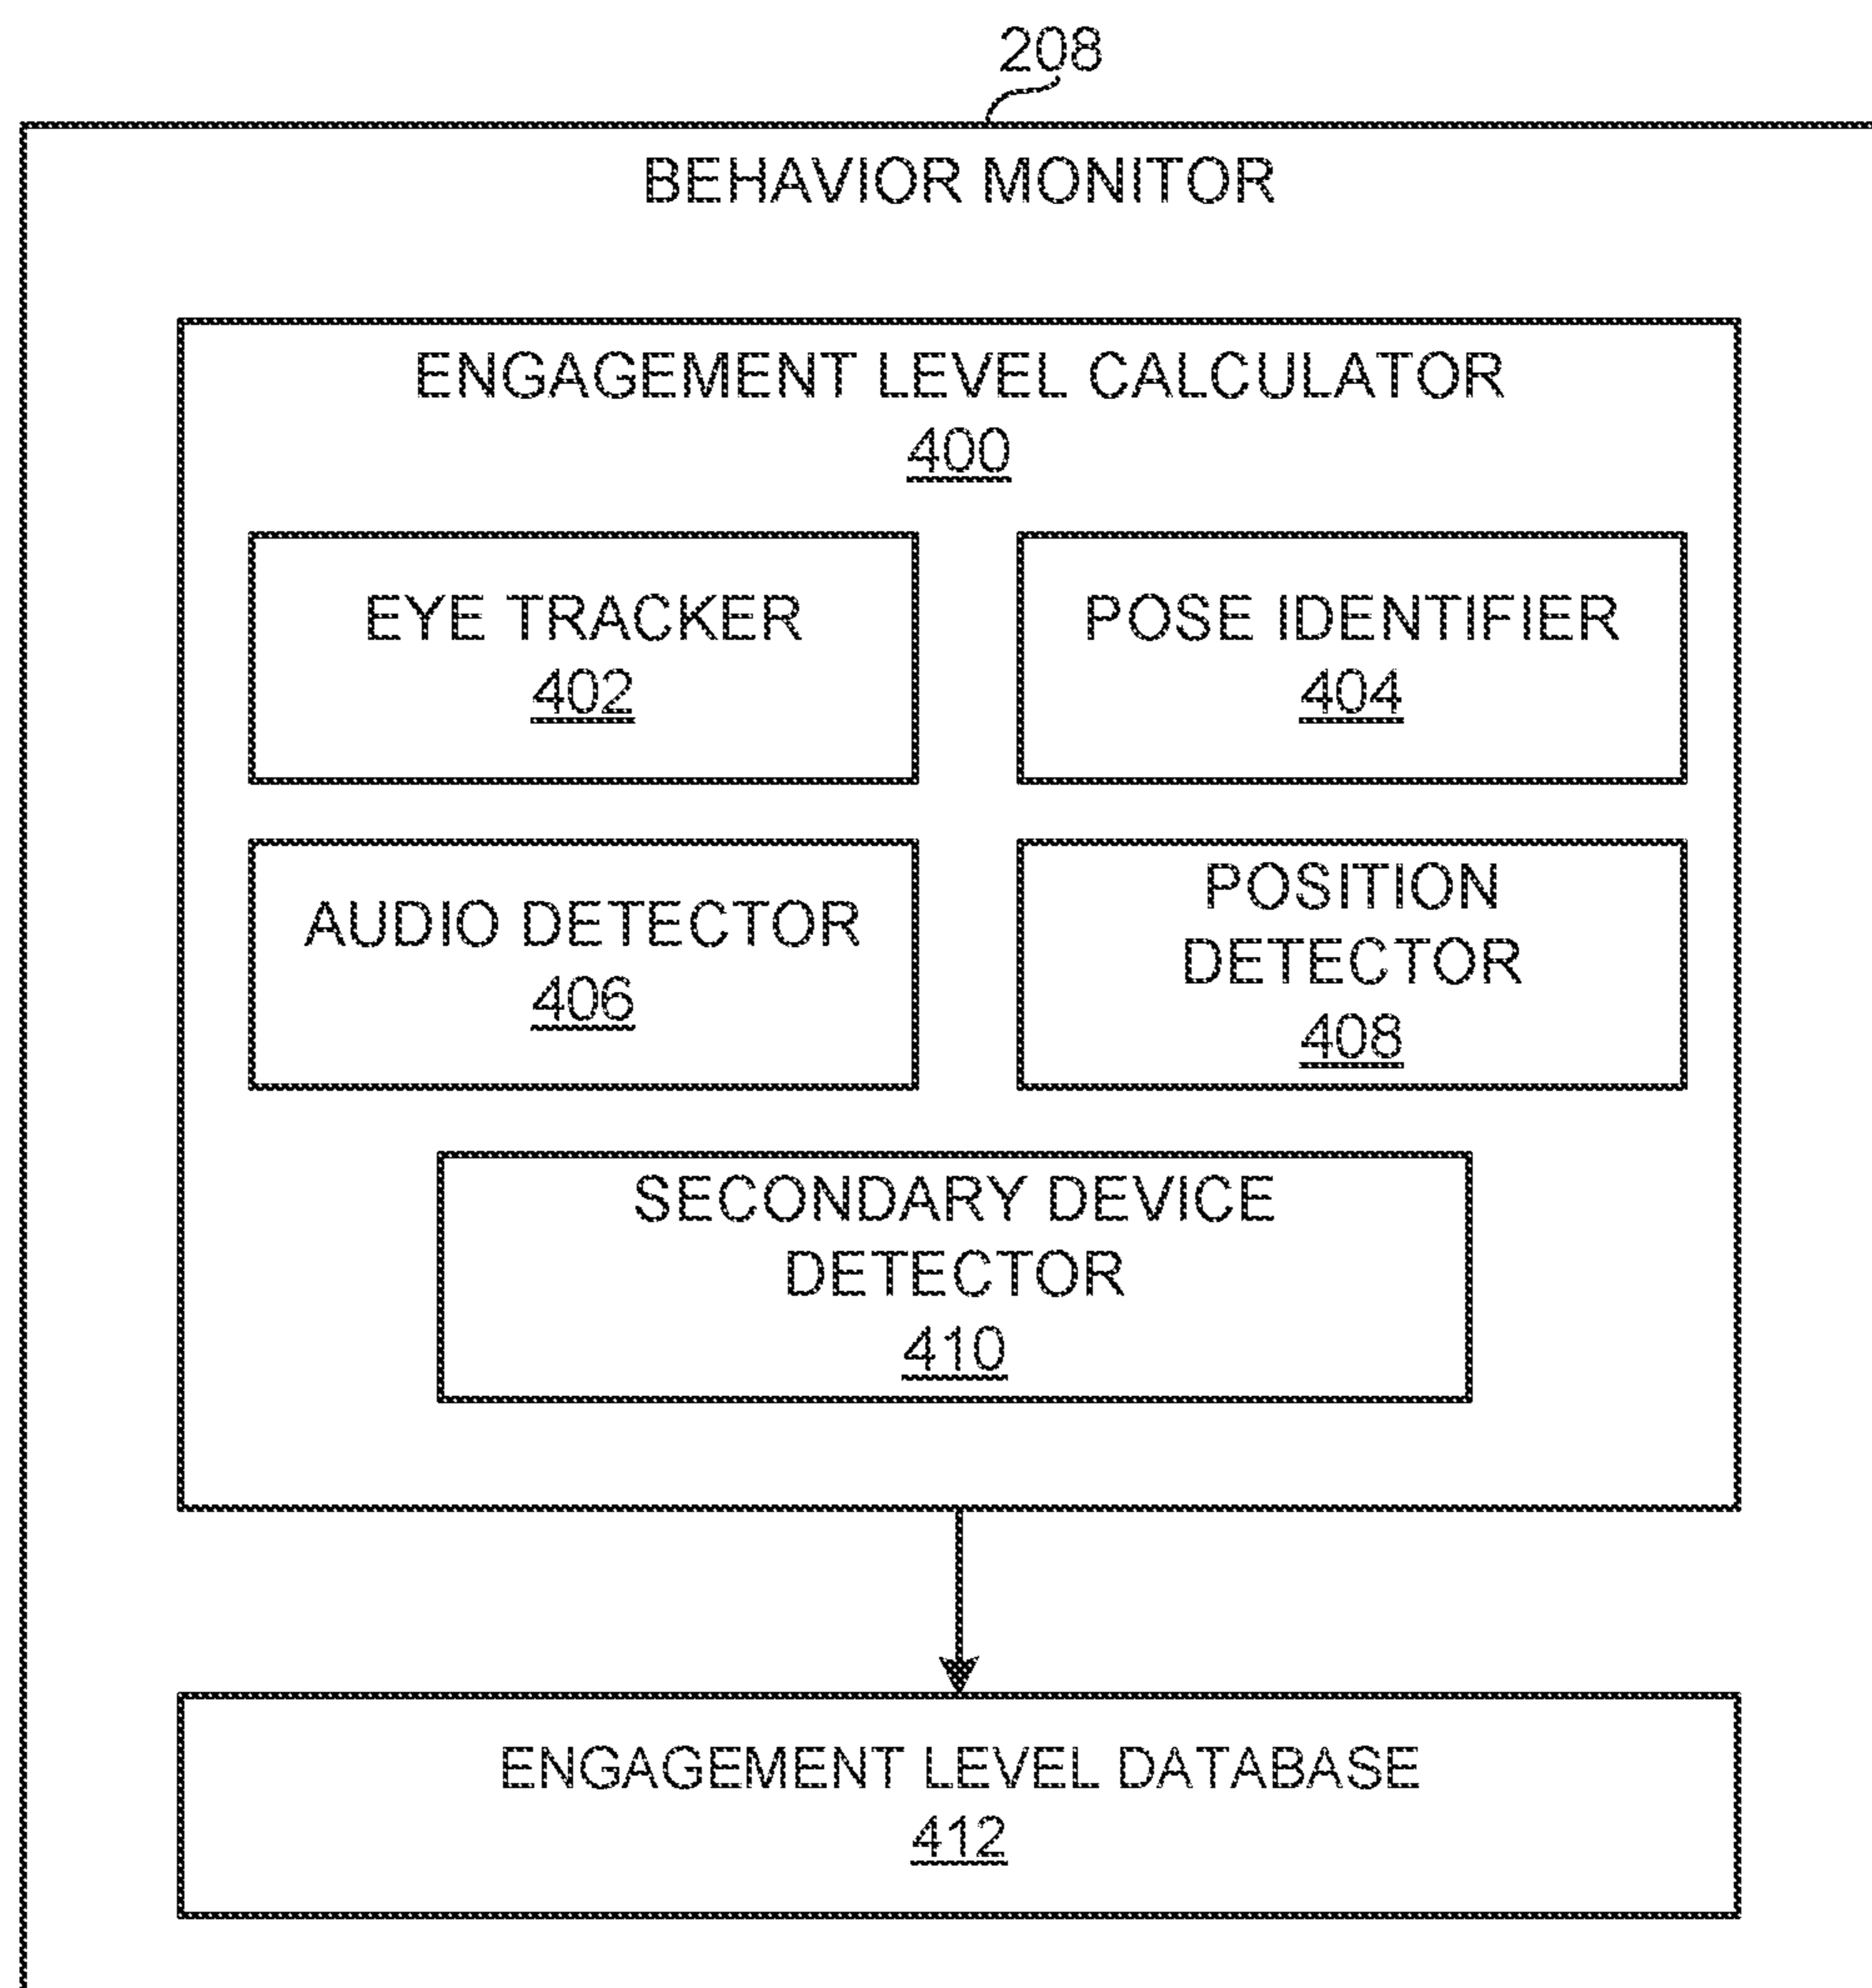 208
BEHAVIOR MONITOR
ENGAGEMENT LEVEL CALCULATOR
400
EYE TRACKER
402
POSE IDENTIFIER
404
AUDIO DETECTOR
406
POSITION
DETECTOR
408
SECONDARY DEVICE
DETECTOR
410
ENGAGEMENT LEVEL DATABASE
412